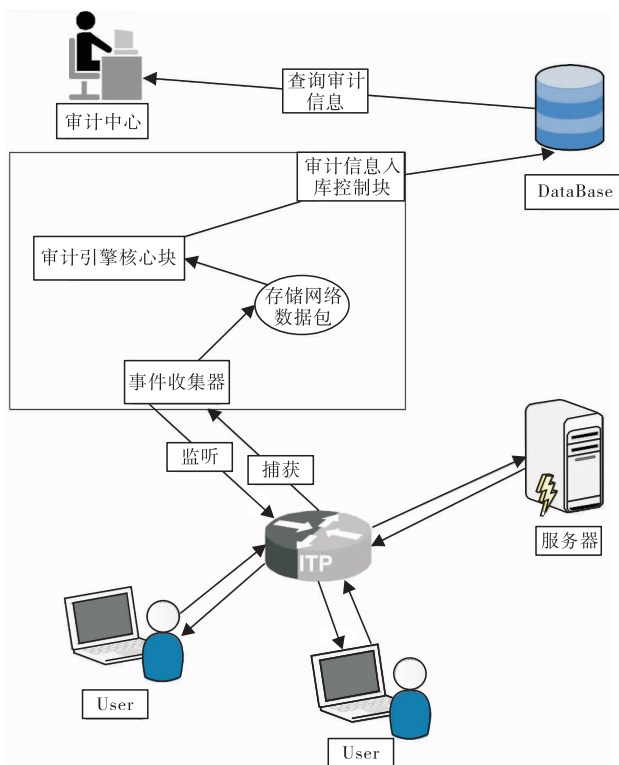 查询审计
信息
审计中心
审计信息入
库控制块
DataBase
审计引擎核心块
存储网络
数据包
事件收集器
监听
捕获
服务器
ITP
User
User